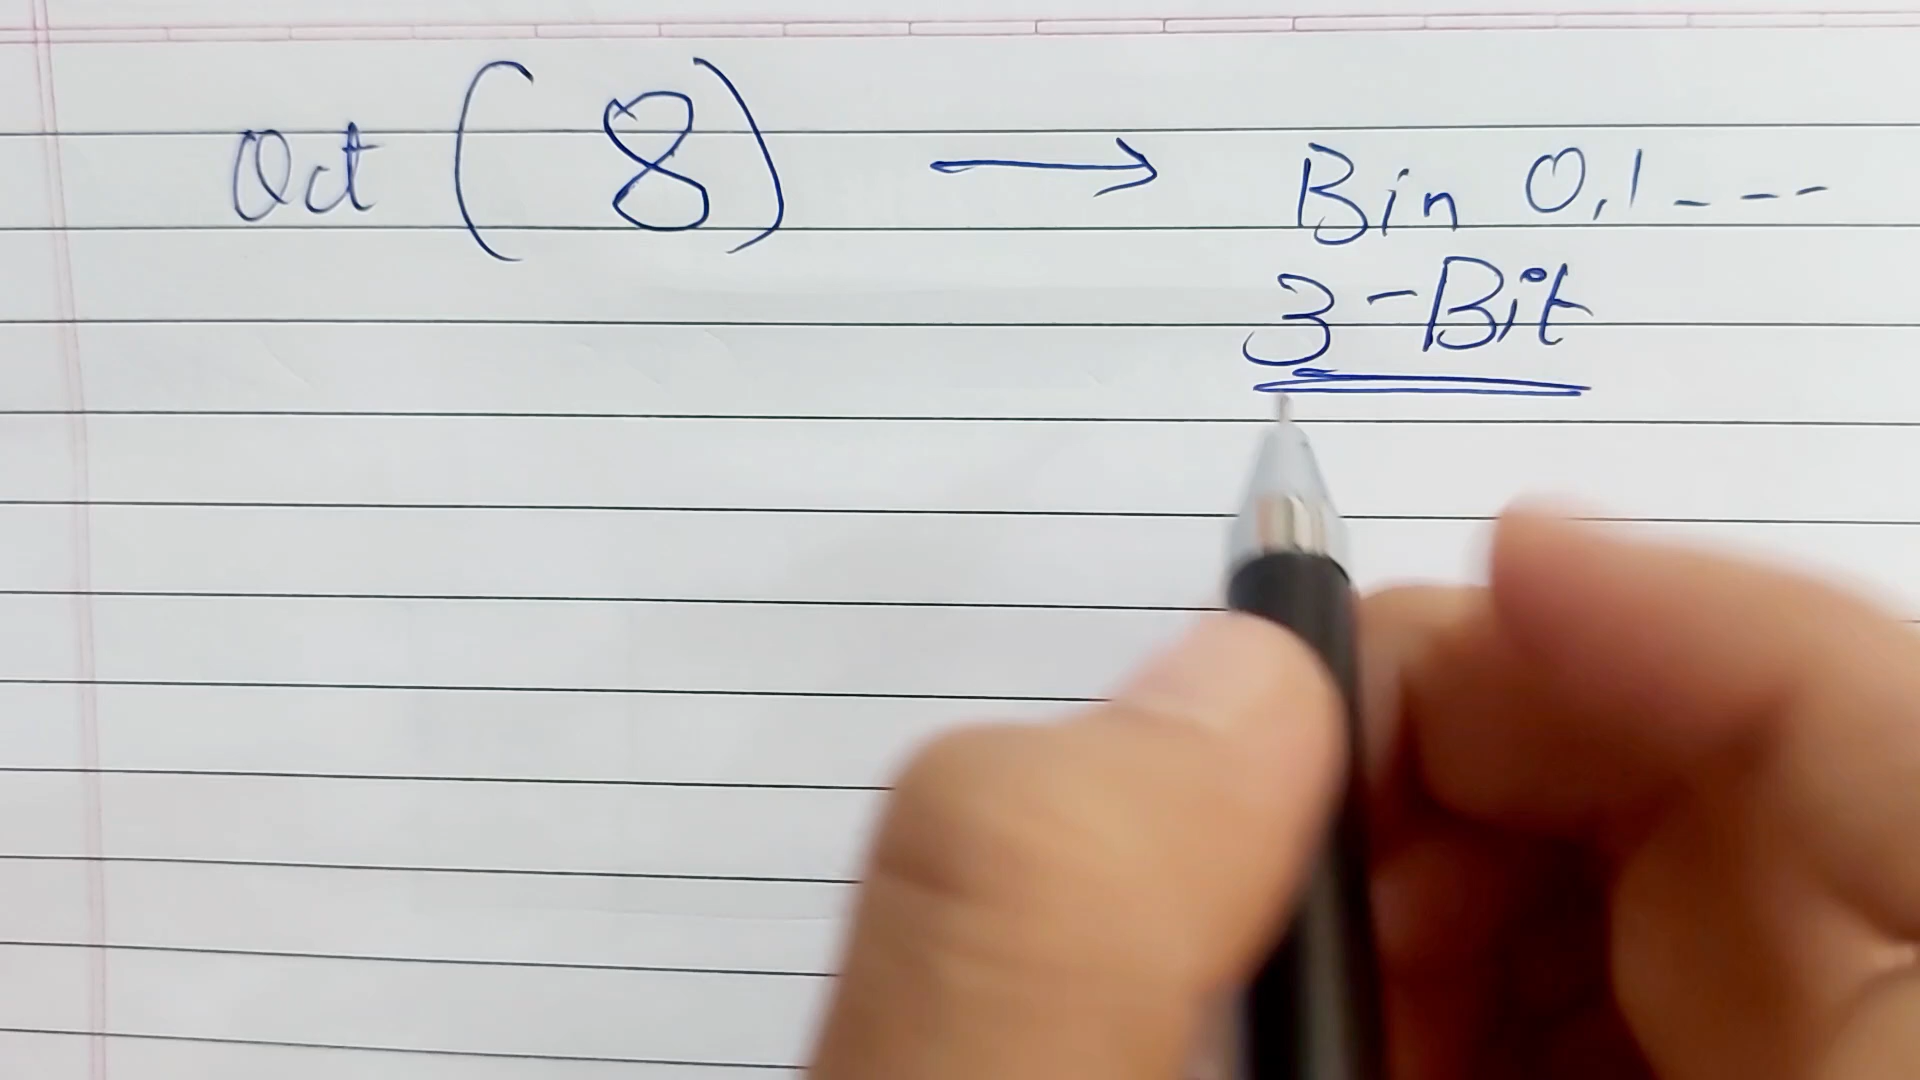 Oct ( 8) → Bin 0,1 - - -
3-Bit